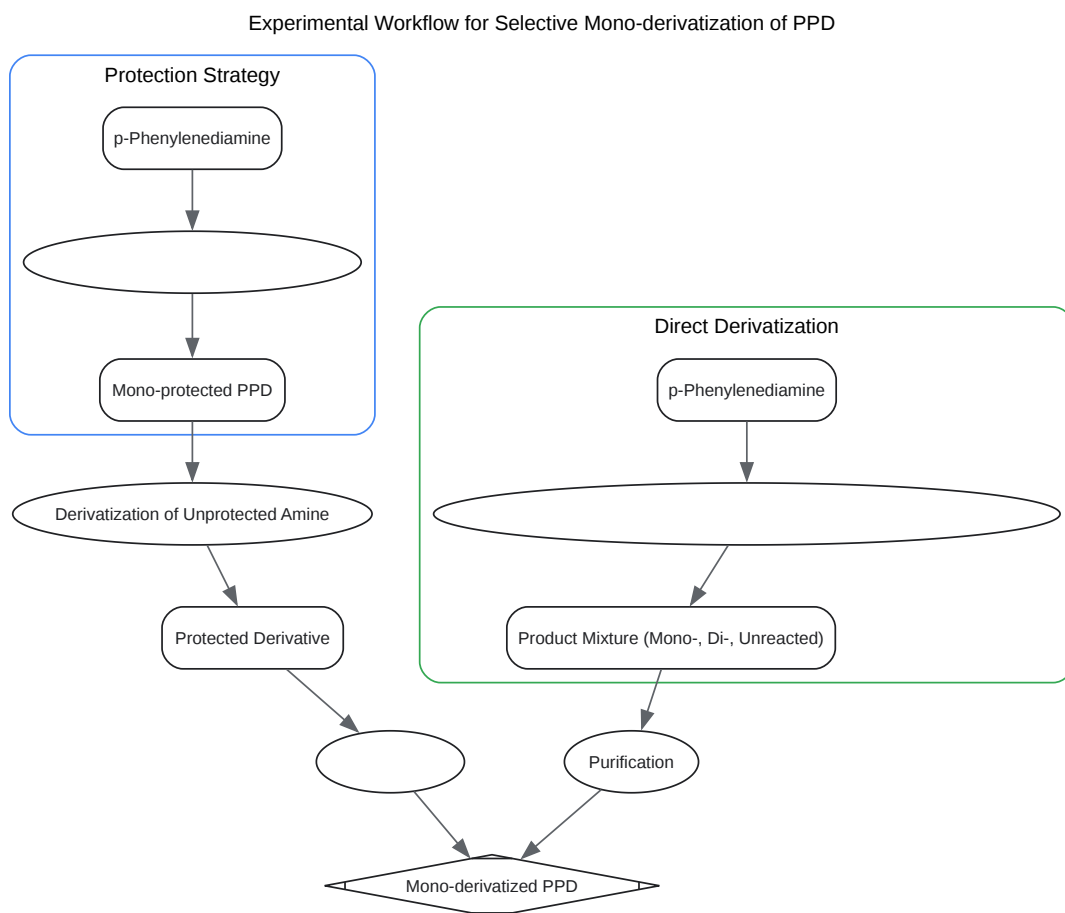 Experimental Workflow for Selective Mono-derivatization of PPD
Protection Strategy
p-Phenylenediamine
Mono-protected PPD
Direct Derivatization
p-Phenylenediamine
Derivatization of Unprotected Amine
Protected Derivative
Product Mixture (Mono-, Di-, Unreacted)
Purification
Mono-derivatized PPD